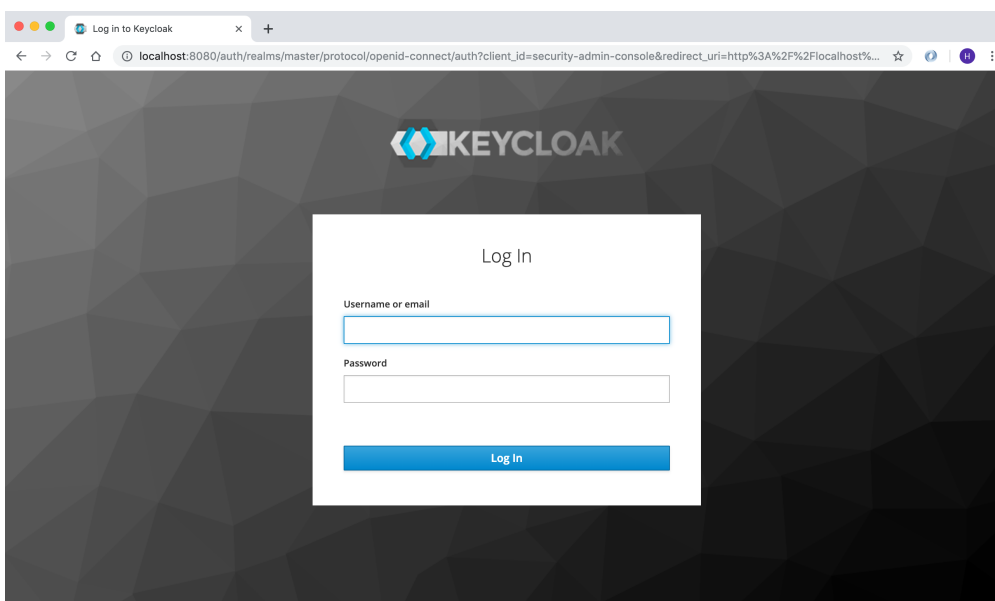 Log in to Keycloak
localhost:8080/auth/realms/master/protocol/openid-connect/auth?client_id=security-admin-console&redirect_uri=http%3A%2F%2Flocalhost%...
H
KEYCLOAK
Log In
Username or email
Password
Log In